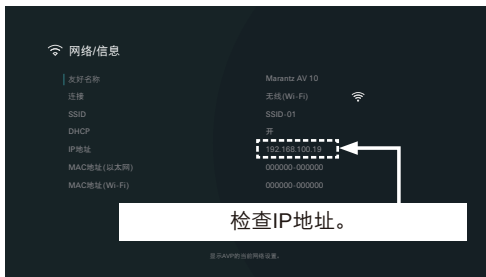 网络/信息
友好名称 Marantz AV 10
连接 无线(Wi-Fi)
SSID SSID-01
DHCP 开
IP地址 192.168.100.19
MAC地址(以太网) 000000-000000
MAC地址(Wi-Fi) 000000-000000
检查IP地址。
显示AVP的当前网络设置。